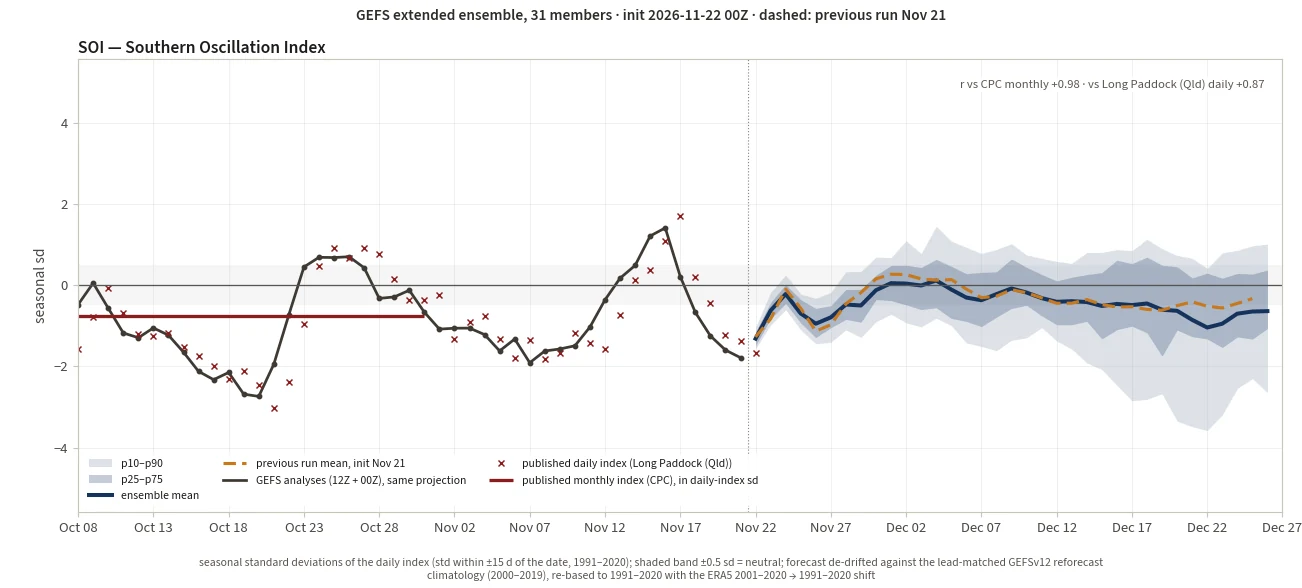 GEFS extended ensemble, 31 members · init 2026-11-22 00Z · dashed: previous run Nov 21
SOI — Southern Oscillation Index
r vs CPC monthly +0.98 · vs Long Paddock (Qld) daily +0.87
seasonal sd
4
2
0
−2
−4
p10–p90
p25–p75
ensemble mean
previous run mean, init Nov 21
GEFS analyses (12Z + 00Z), same projection
published daily index (Long Paddock (Qld))
published monthly index (CPC), in daily-index sd
Oct 08 Oct 13 Oct 18 Oct 23 Oct 28 Nov 02 Nov 07 Nov 12 Nov 17 Nov 22 Nov 27 Dec 02 Dec 07 Dec 12 Dec 17 Dec 22 Dec 27
seasonal standard deviations of the daily index (std within ±15 d of the date, 1991–2020); shaded band ±0.5 sd = neutral; forecast de-drifted against the lead-matched GEFSv12 reforecast
climatology (2000–2019), re-based to 1991–2020 with the ERA5 2001–2020 → 1991–2020 shift